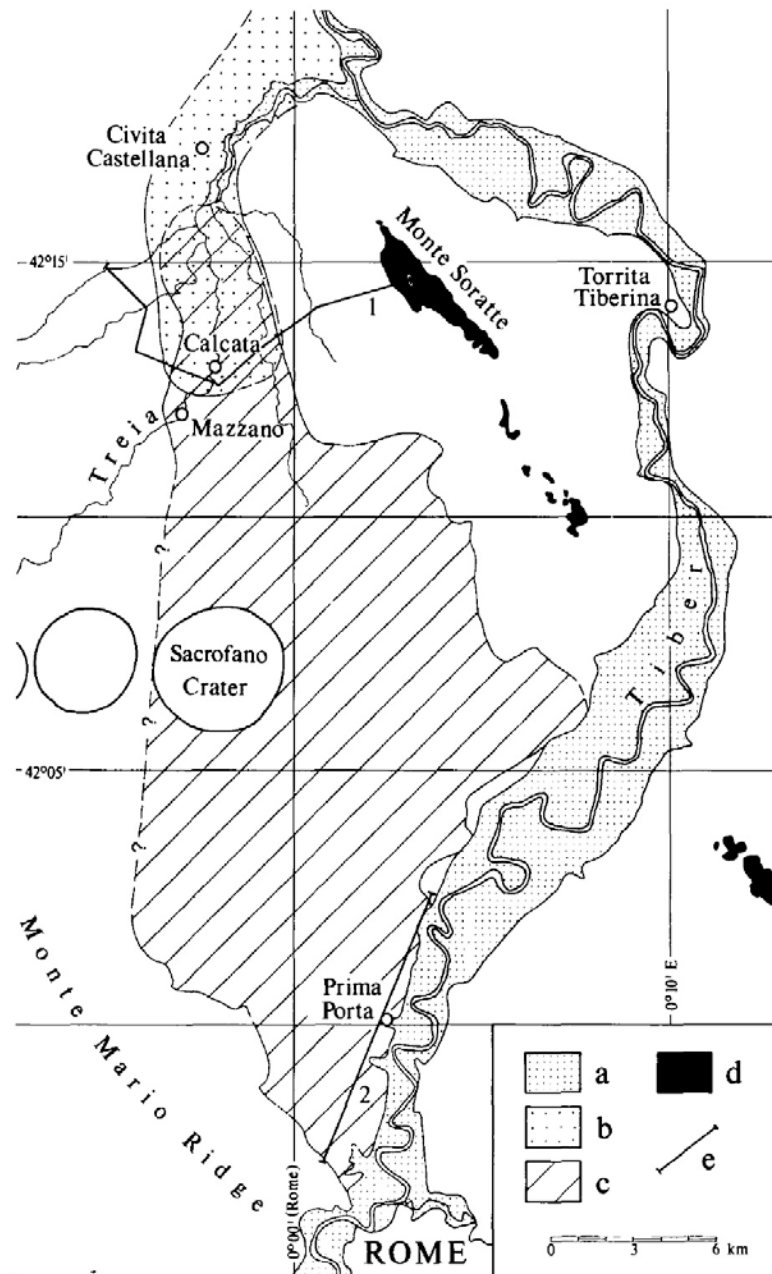 Civita
Castellana
42°15'
Monte Soratte
Torrita
Tiberina
1
Calcata
Mazzano
Treia
?
Sacrofano
Crater
?
Tiber
42°05'
?
Monte Mario Ridge
Prima
Porta
0°10' E
2
0°00' (Rome)
ROME
a
b
c
d
e
0 3 6 km